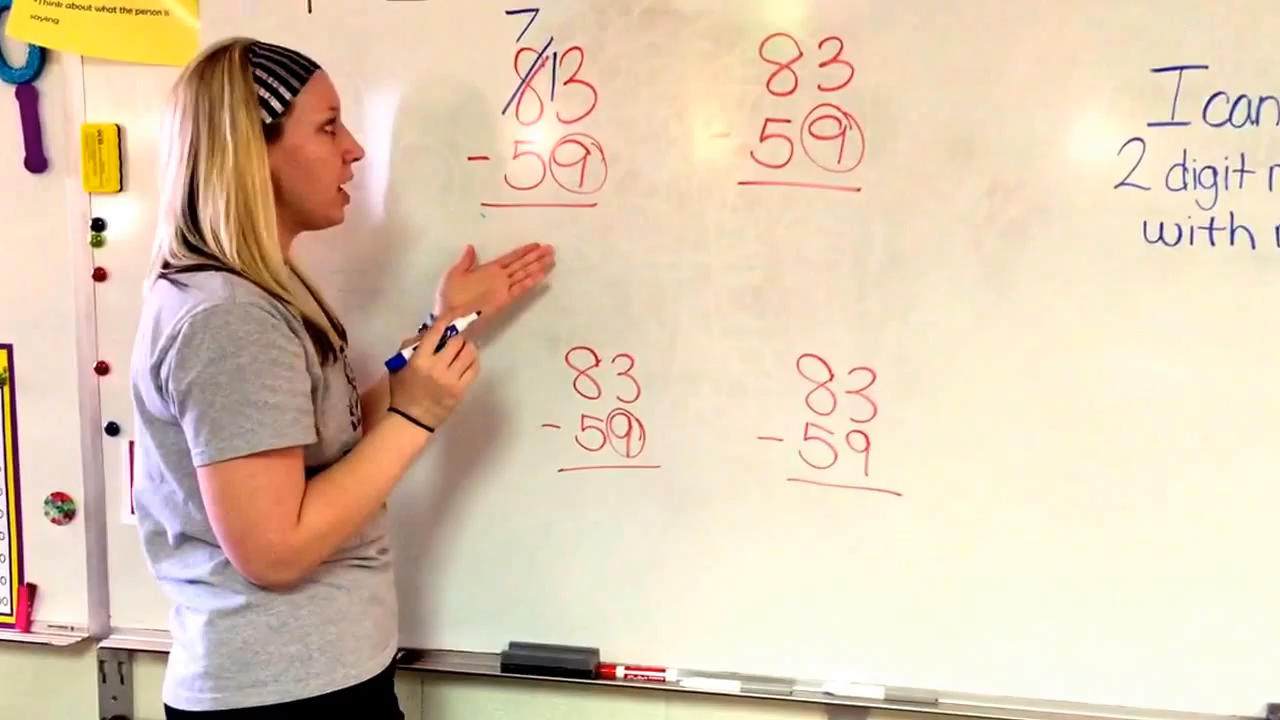 Think about what the person is
saying
7
813
- 59
83
- 59
I can
2 digit
with
83
- 59
83
- 59